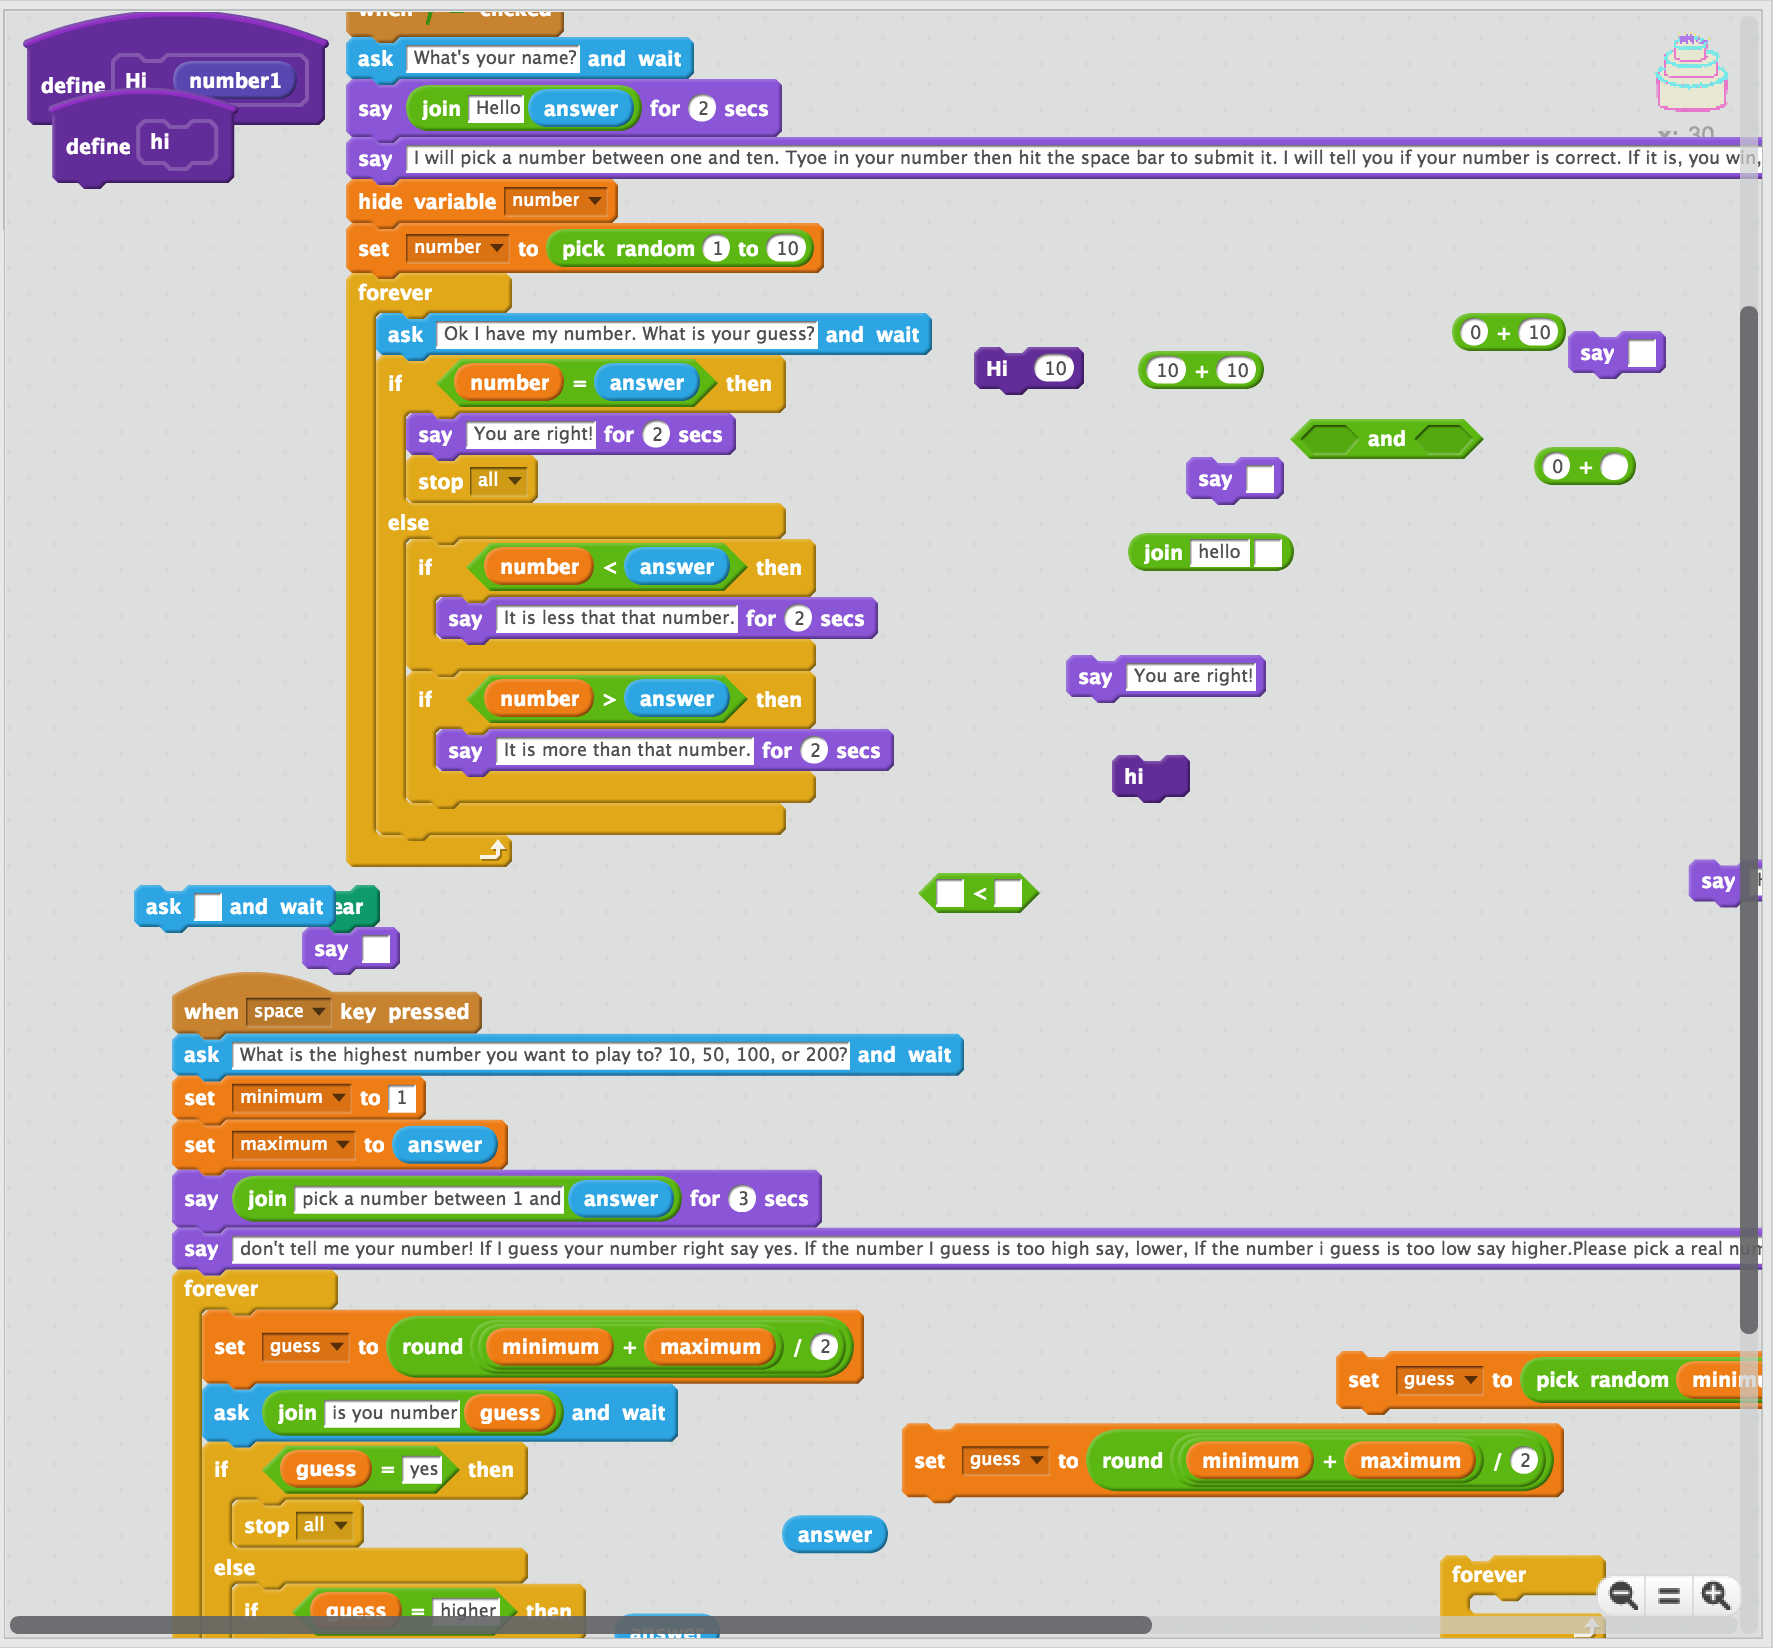 when clicked
define Hi number1
define hi
ask What's your name? and wait
say join Hello answer for 2 secs
x: 30
say I will pick a number between one and ten. Tyoe in your number then hit the space bar to submit it. I will tell you if your number is correct. If it is, you win,
hide variable number
set number to pick random 1 to 10
forever
ask Ok I have my number. What is your guess? and wait
if number = answer then
say You are right! for 2 secs
stop all
else
if number < answer then
say It is less that that number. for 2 secs
if number > answer then
say It is more than that number. for 2 secs
Hi 10
10 + 10
0 + 10
say
and
say
0 + 
join hello
say You are right!
hi
<
say
ask and wait
ear
say
when space key pressed
ask What is the highest number you want to play to? 10, 50, 100, or 200? and wait
set minimum to 1
set maximum to answer
say join pick a number between 1 and answer for 3 secs
say don't tell me your number! If I guess your number right say yes. If the number I guess is too high say, lower, If the number i guess is too low say higher.Please pick a real num
forever
set guess to round minimum + maximum / 2
ask join is you number guess and wait
if guess = yes then
stop all
else
if guess = higher then
set guess to pick random minimu
set guess to round minimum + maximum / 2
answer
answer
forever